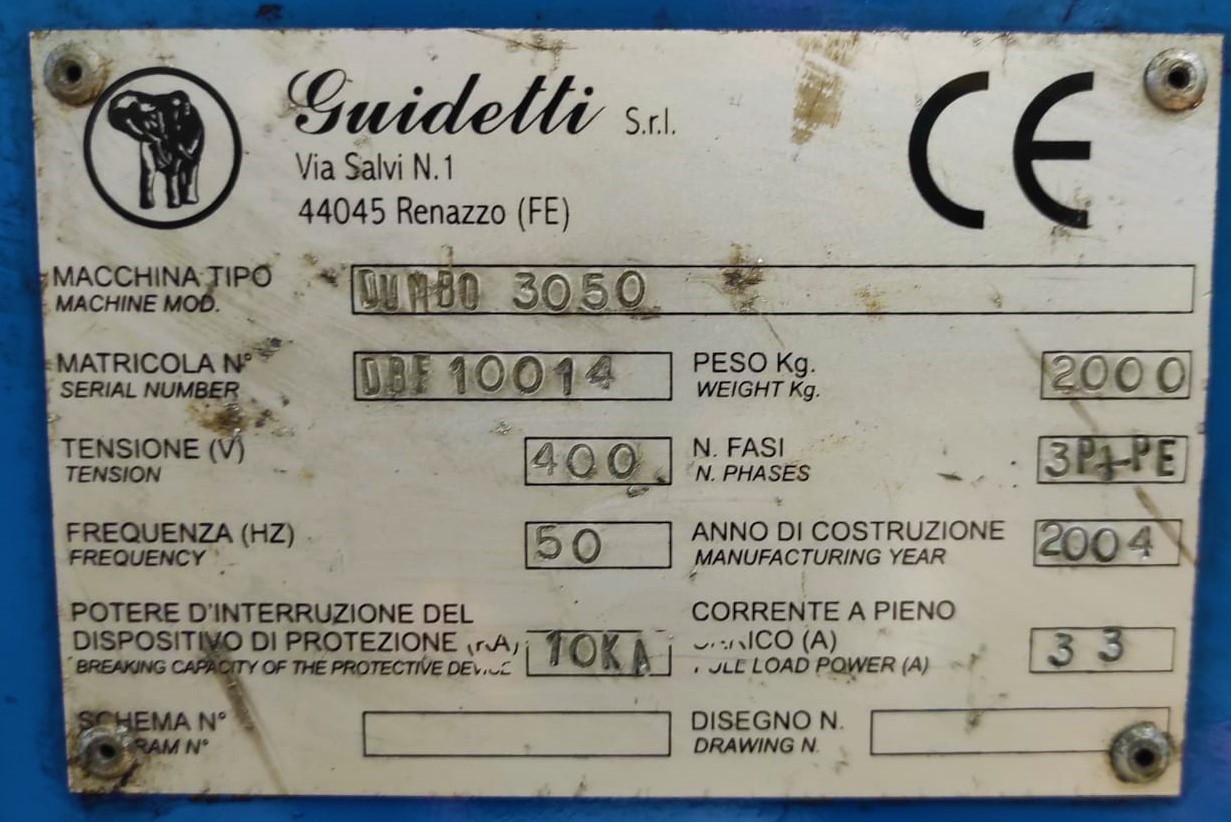 Guidetti S.r.l.
Via Salvi N.1
44045 Renazzo (FE)
CE
MACCHINA TIPO
MACHINE MOD.
DUMBO 3050
MATRICOLA N°
SERIAL NUMBER
DBF 10014
PESO Kg.
WEIGHT Kg.
2000
TENSIONE (V)
TENSION
400
N. FASI
N. PHASES
3P+PE
FREQUENZA (HZ)
FREQUENCY
50
ANNO DI COSTRUZIONE
MANUFACTURING YEAR
2004
POTERE D'INTERRUZIONE DEL
DISPOSITIVO DI PROTEZIONE
BREAKING CAPACITY OF THE PROTECTIVE DEVICE
10KA
CORRENTE A PIENO
(A)
LOAD POWER (A)
33
SCHEMA N°
N°
DISEGNO N.
DRAWING N.